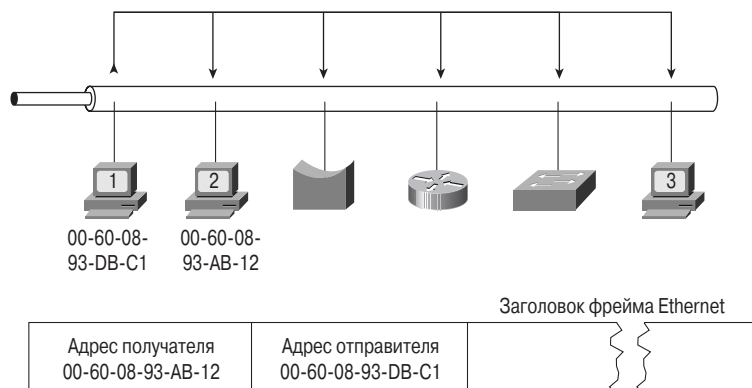 1
2
3
00-60-08-
93-DB-C1
00-60-08-
93-AB-12
Заголовок фрейма Ethernet
Адрес получателя
00-60-08-93-AB-12
Адрес отправителя
00-60-08-93-DB-C1